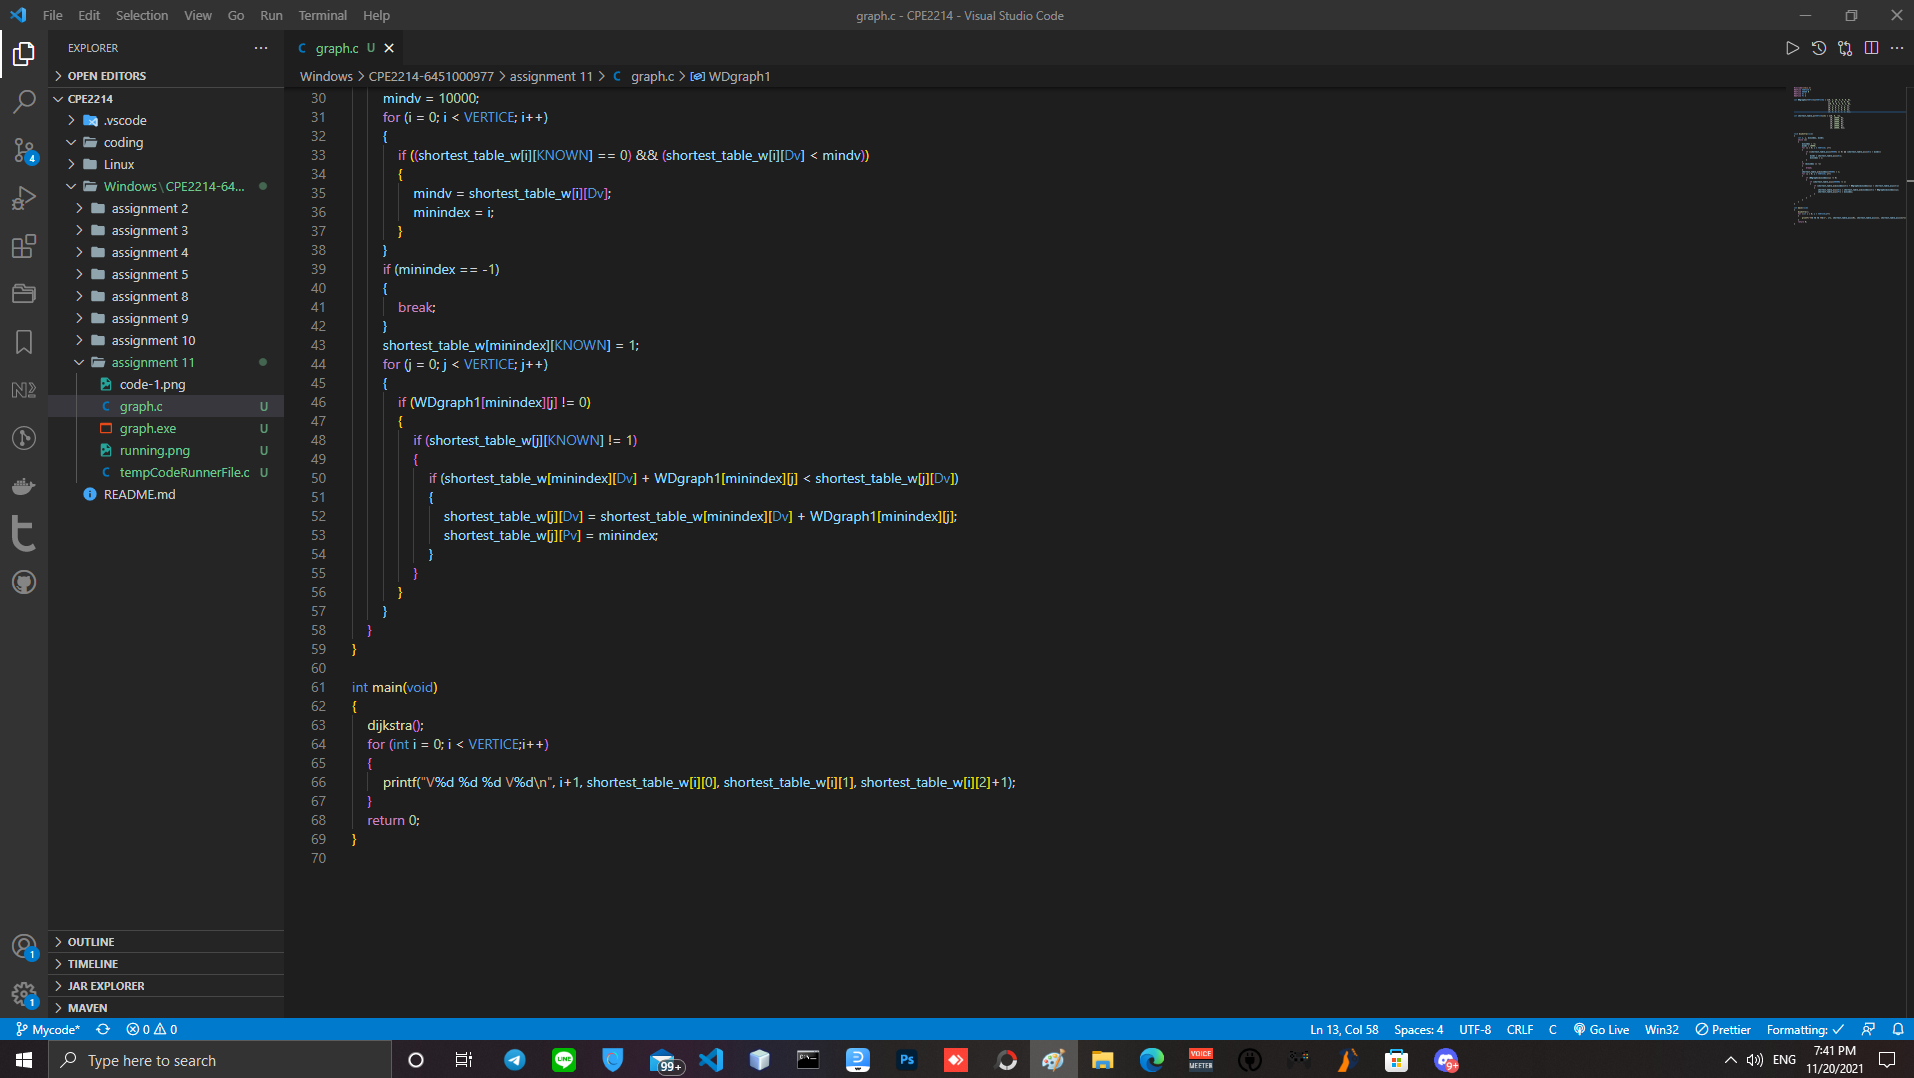 File Edit Selection View Go Run Terminal Help
graph.c - CPE2214 - Visual Studio Code
EXPLORER
OPEN EDITORS
CPE2214
.vscode
coding
Linux
Windows\CPE2214-64...
assignment 2
assignment 3
assignment 4
assignment 5
assignment 8
assignment 9
assignment 10
assignment 11
code-1.png
graph.c U
graph.exe U
running.png U
tempCodeRunnerFile.c U
README.md
OUTLINE
TIMELINE
JAR EXPLORER
MAVEN
4
1
1
C graph.c U
Windows > CPE2214-6451000977 > assignment 11 > C graph.c > WDgraph1
30 mindv = 10000;
31 for (i = 0; i < VERTICE; i++)
32 {
33 if ((shortest_table_w[i][KNOWN] == 0) && (shortest_table_w[i][Dv] < mindv))
34 {
35 mindv = shortest_table_w[i][Dv];
36 minindex = i;
37 }
38 }
39 if (minindex == -1)
40 {
41 break;
42 }
43 shortest_table_w[minindex][KNOWN] = 1;
44 for (j = 0; j < VERTICE; j++)
45 {
46 if (WDgraph1[minindex][j] != 0)
47 {
48 if (shortest_table_w[j][KNOWN] != 1)
49 {
50 if (shortest_table_w[minindex][Dv] + WDgraph1[minindex][j] < shortest_table_w[j][Dv])
51 {
52 shortest_table_w[j][Dv] = shortest_table_w[minindex][Dv] + WDgraph1[minindex][j];
53 shortest_table_w[j][Pv] = minindex;
54 }
55 }
56 }
57 }
58 }
59 }
60
61 int main(void)
62 {
63 dijkstra();
64 for (int i = 0; i < VERTICE;i++)
65 {
66 printf("V%d %d %d V%d\n", i+1, shortest_table_w[i][0], shortest_table_w[i][1], shortest_table_w[i][2]+1);
67 }
68 return 0;
69 }
70
Mycode* 0 0
Ln 13, Col 58 Spaces: 4 UTF-8 CRLF C Go Live Win32 Prettier Formatting:
Type here to search
LINE
99+
Ps
VOICE MEETER
9+
ENG
7:41 PM
11/20/2021